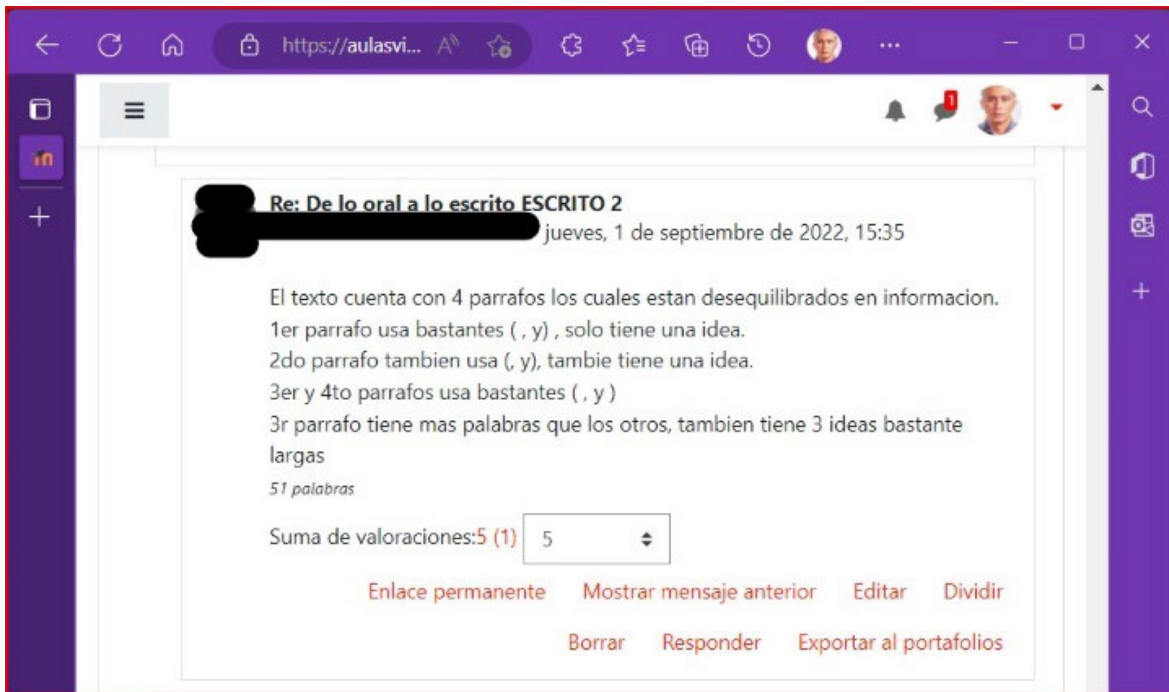 https://aulasvi...
1
Re: De lo oral a lo escrito ESCRITO 2
jueves, 1 de septiembre de 2022, 15:35
El texto cuenta con 4 parrafos los cuales estan desequilibrados en informacion.
1er parrafo usa bastantes ( , y) , solo tiene una idea.
2do parrafo tambien usa (, y), tambie tiene una idea.
3er y 4to parrafos usa bastantes ( , y )
3r parrafo tiene mas palabras que los otros, tambien tiene 3 ideas bastante
largas
51 palabras
Suma de valoraciones:5 (1) 5
Enlace permanente Mostrar mensaje anterior Editar Dividir
Borrar Responder Exportar al portafolios